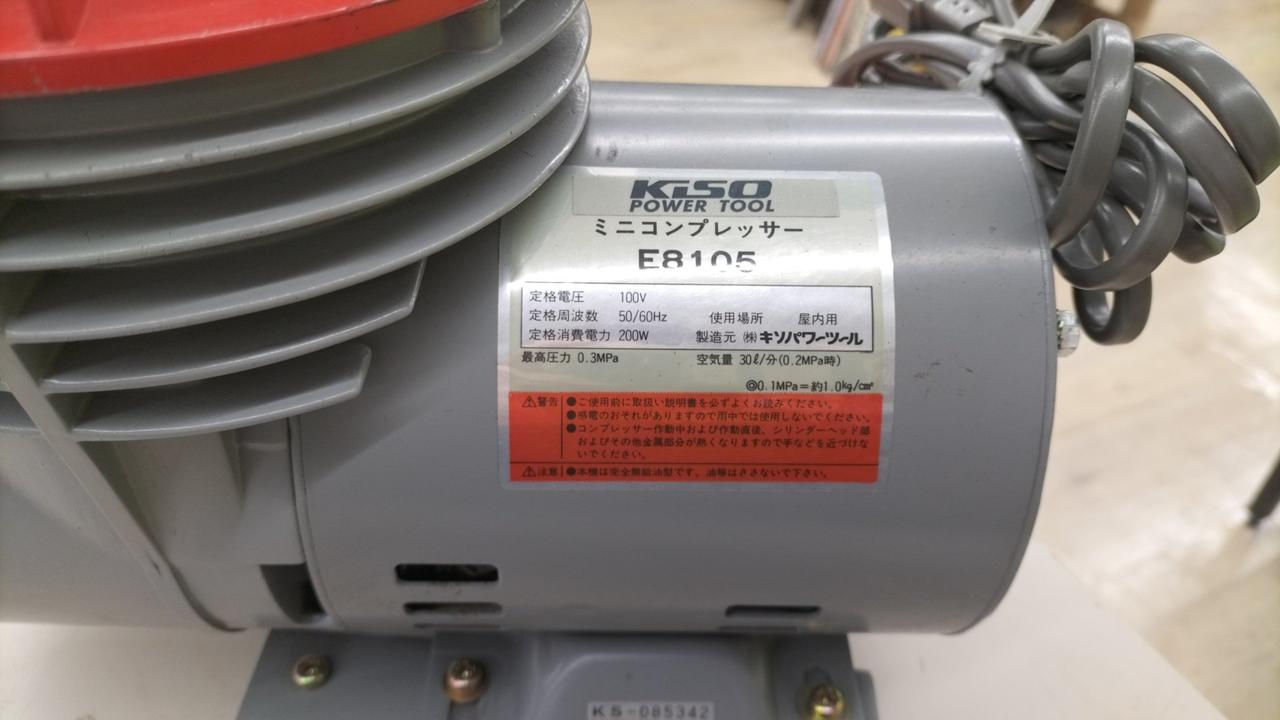 KiSO
POWER TOOL
ミニコンプレッサー
E8105
定格電圧 100V
定格周波数 50/60Hz 使用場所 屋内用
定格消費電力 200W 製造元 ㈱キソパワーツール
最高圧力 0.3MPa 空気量 30ℓ/分(0.2MPa時)
◎0.1MPa=約1.0kg/cm²
⚠警告 ●ご使用前に取扱い説明書を必ずよくお読みください。
●感電のおそれがありますので雨中では使用しないでください。
●コンプレッサー作動中および作動直後、シリンダーヘッド部
およびその他金属部分が熱くなりますので手などを近づけな
いでください。
⚠注意 ●本機は完全無給油型です。油等はささないで下さい。
KS-085342